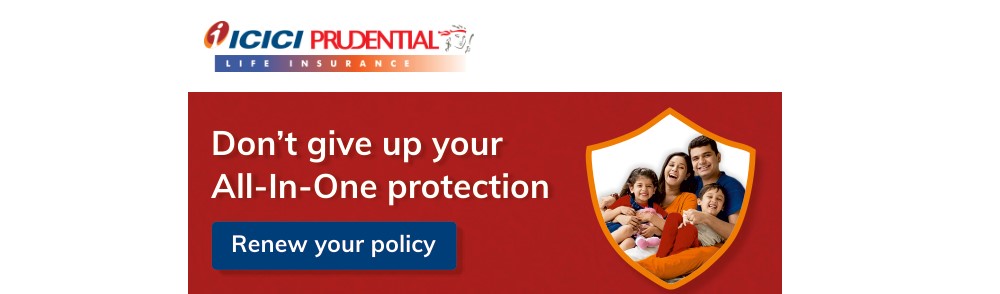 ICICI PRUDENTIAL
LIFE INSURANCE
Don’t give up your
All-In-One protection
Renew your policy